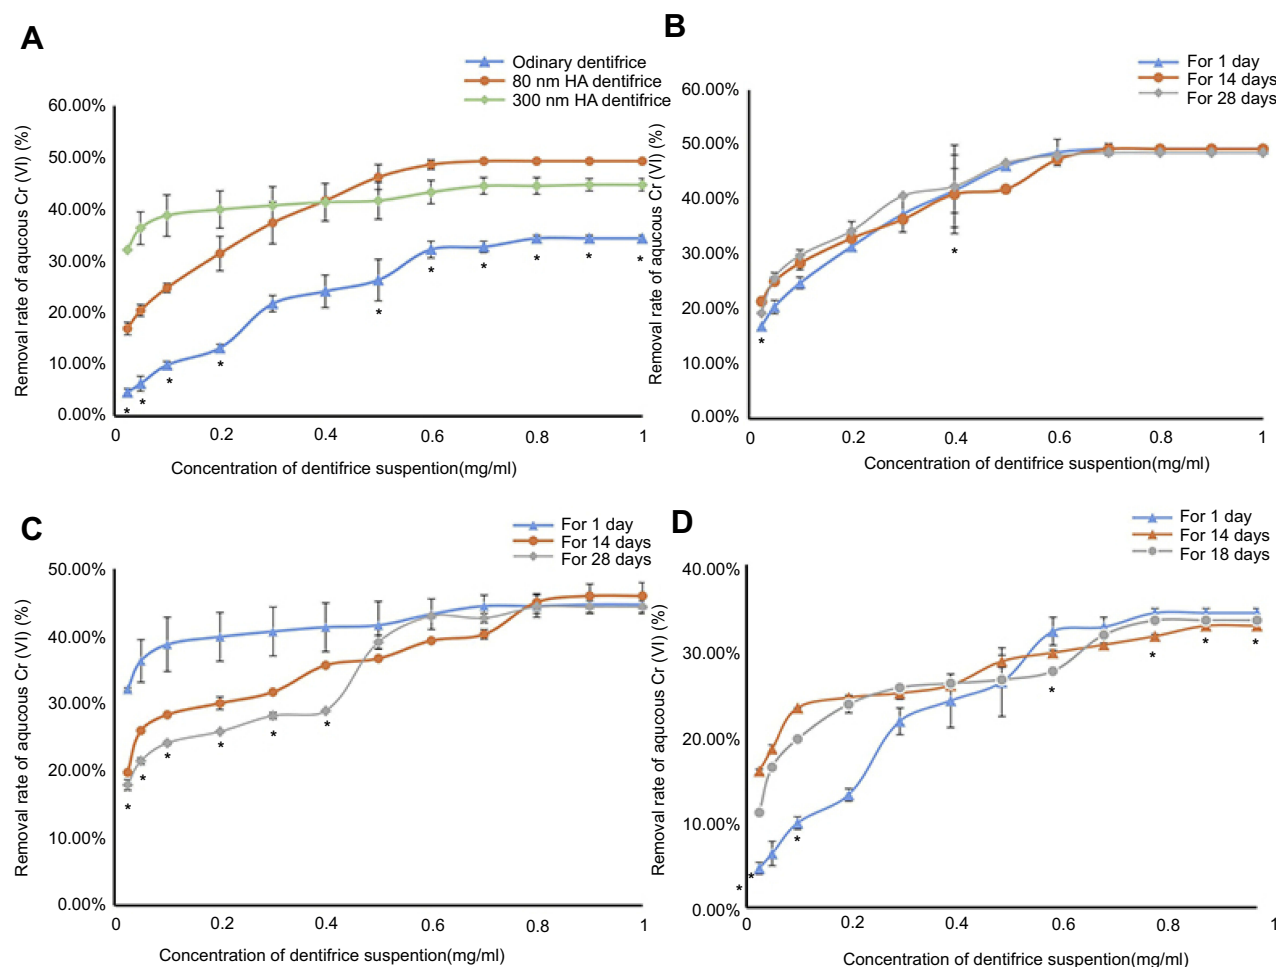 A
Odinary dentifrice
80 nm HA dentifrice
300 nm HA dentifrice
Removal rate of aqucous Cr (VI) (%)
60.00%
50.00%
40.00%
30.00%
20.00%
10.00%
0.00%
0 0.2 0.4 0.6 0.8 1
Concentration of dentifrice suspention(mg/ml)
* * * * * * * * * *
B
For 1 day
For 14 days
For 28 days
Removal rate of aqucous Cr (VI) (%)
60.00%
50.00%
40.00%
30.00%
20.00%
10.00%
0.00%
0 0.2 0.4 0.6 0.8 1
Concentration of dentifrice suspention(mg/ml)
* *
C
For 1 day
For 14 days
For 28 days
Removal rate of aqucous Cr (VI) (%)
50.00%
40.00%
30.00%
20.00%
10.00%
0.00%
0 0.2 0.4 0.6 0.8 1
Concentration of dentifrice suspention(mg/ml)
* * * * * *
D
For 1 day
For 14 days
For 18 days
Removal rate of aqucous Cr (VI) (%)
40.00%
30.00%
20.00%
10.00%
0.00%
0 0.2 0.4 0.6 0.8 1
Concentration of dentifrice suspention(mg/ml)
* * * * * * *